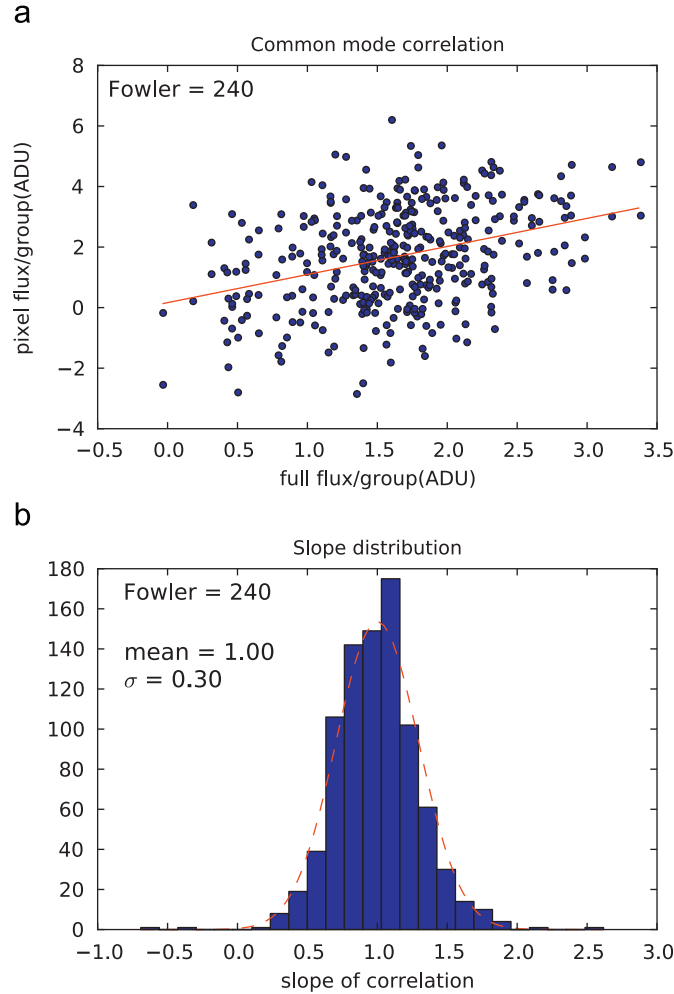 a
Common mode correlation
8
6
4
2
0
−2
−4
Fowler = 240
pixel flux/group(ADU)
−0.5 0.0 0.5 1.0 1.5 2.0 2.5 3.0 3.5
full flux/group(ADU)
b
Slope distribution
180
160
140
120
100
80
60
40
20
0
Fowler = 240
mean = 1.00
σ = 0.30
−1.0 −0.5 0.0 0.5 1.0 1.5 2.0 2.5 3.0
slope of correlation